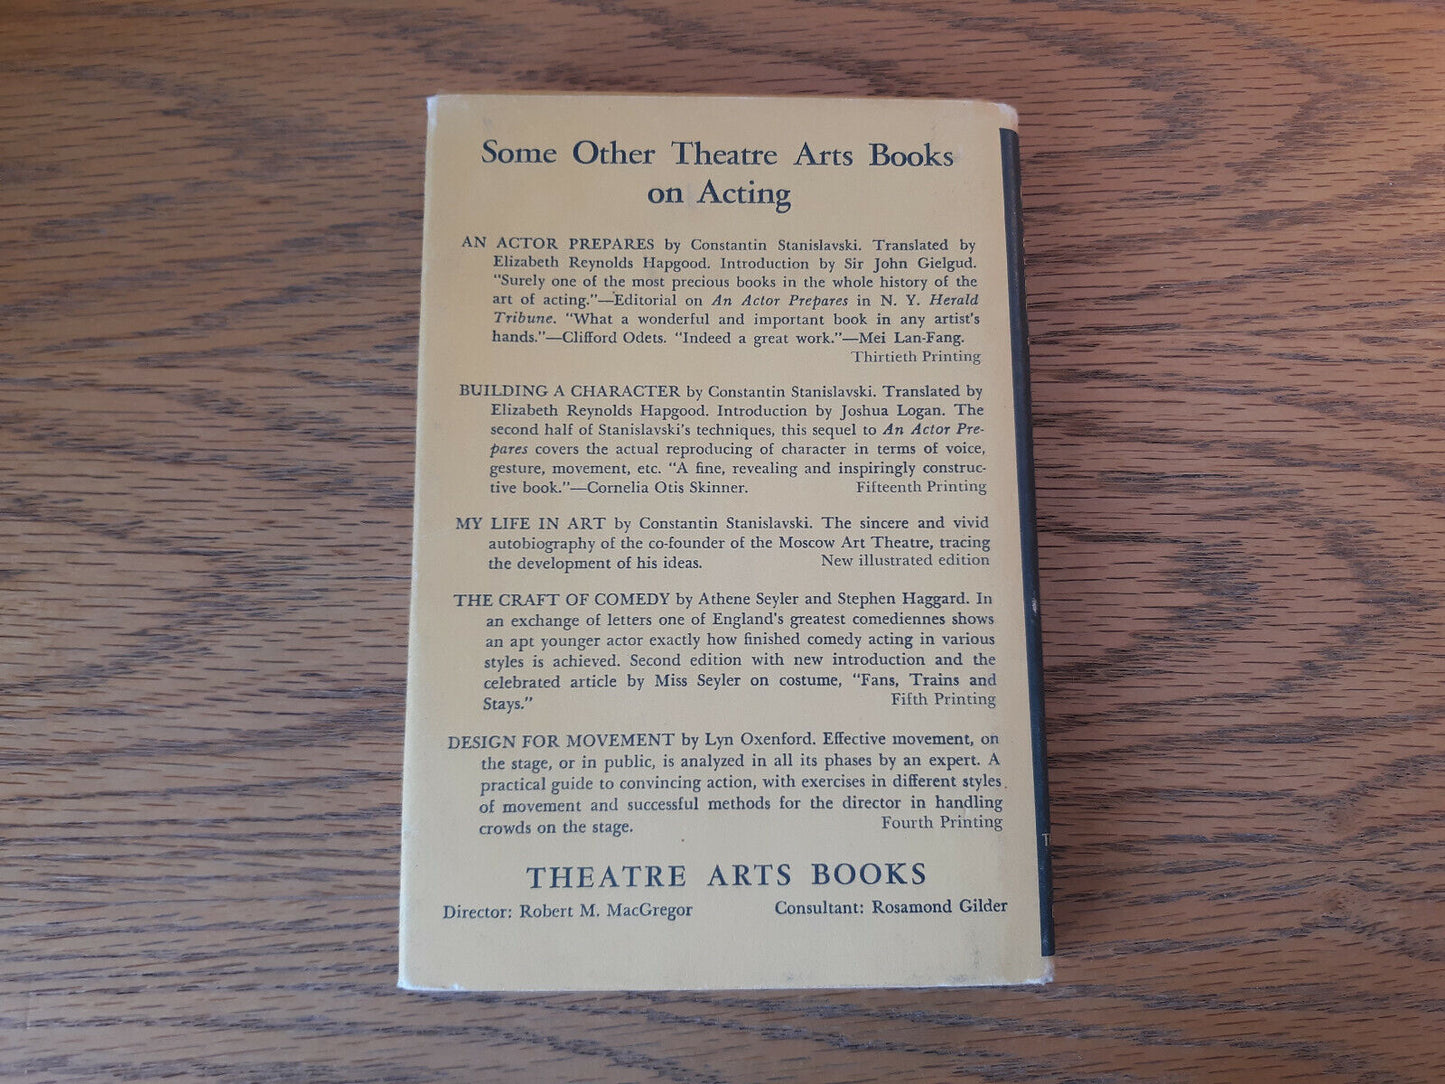 Some Other Theatre Arts Books
on Acting
AN ACTOR PREPARES by Constantin Stanislavski. Translated by
Elizabeth Reynolds Hapgood. Introduction by Sir John Gielgud.
"Surely one of the most precious books in the whole history of the
art of acting."—Editorial on An Actor Prepares in N. Y. Herald
Tribune. "What a wonderful and important book in any artist's
hands."—Clifford Odets. "Indeed a great work."—Mei Lan-Fang.
Thirtieth Printing
BUILDING A CHARACTER by Constantin Stanislavski. Translated by
Elizabeth Reynolds Hapgood. Introduction by Joshua Logan. The
second half of Stanislavski's techniques, this sequel to An Actor Pre-
pares covers the actual reproducing of character in terms of voice,
gesture, movement, etc. "A fine, revealing and inspiringly construc-
tive book."—Cornelia Otis Skinner. Fifteenth Printing
MY LIFE IN ART by Constantin Stanislavski. The sincere and vivid
autobiography of the co-founder of the Moscow Art Theatre, tracing
the development of his ideas. New illustrated edition
THE CRAFT OF COMEDY by Athene Seyler and Stephen Haggard. In
an exchange of letters one of England's greatest comediennes shows
an apt younger actor exactly how finished comedy acting in various
styles is achieved. Second edition with new introduction and the
celebrated article by Miss Seyler on costume, "Fans, Trains and
Stays." Fifth Printing
DESIGN FOR MOVEMENT by Lyn Oxenford. Effective movement, on
the stage, or in public, is analyzed in all its phases by an expert. A
practical guide to convincing action, with exercises in different styles
of movement and successful methods for the director in handling
crowds on the stage. Fourth Printing
THEATRE ARTS BOOKS
Director: Robert M. MacGregor Consultant: Rosamond Gilder